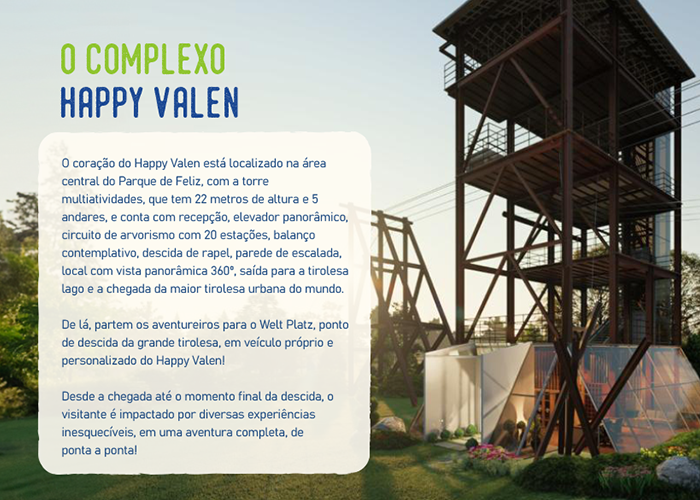 O COMPLEXO
HAPPY VALEN
O coração do Happy Valen está localizado na área
central do Parque de Feliz, com a torre
multiatividades, que tem 22 metros de altura e 5
andares, e conta com recepção, elevador panorâmico,
circuito de arvorismo com 20 estações, balanço
contemplativo, descida de rapel, parede de escalada,
local com vista panorâmica 360º, saída para a tirolesa
lago e a chegada da maior tirolesa urbana do mundo.
De lá, partem os aventureiros para o Welt Platz, ponto
de descida da grande tirolesa, em veículo próprio e
personalizado do Happy Valen!
Desde a chegada até o momento final da descida, o
visitante é impactado por diversas experiências
inesquecíveis, em uma aventura completa, de
ponta a ponta!